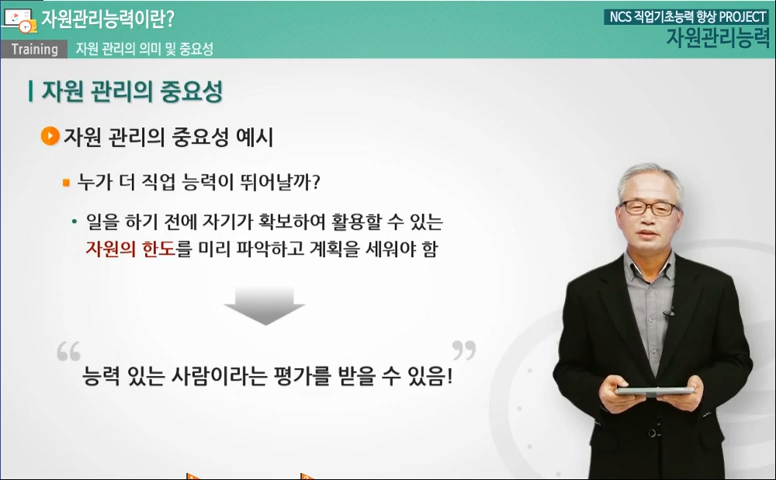 자원관리능력이란?
NCS 직업기초능력 향상 PROJECT
자원관리능력
Training 자원 관리의 의미 및 중요성
자원 관리의 중요성
자원 관리의 중요성 예시
누가 더 직업 능력이 뛰어날까?
• 일을 하기 전에 자기가 확보하여 활용할 수 있는
자원의 한도를 미리 파악하고 계획을 세워야 함
“ ”
능력 있는 사람이라는 평가를 받을 수 있음!